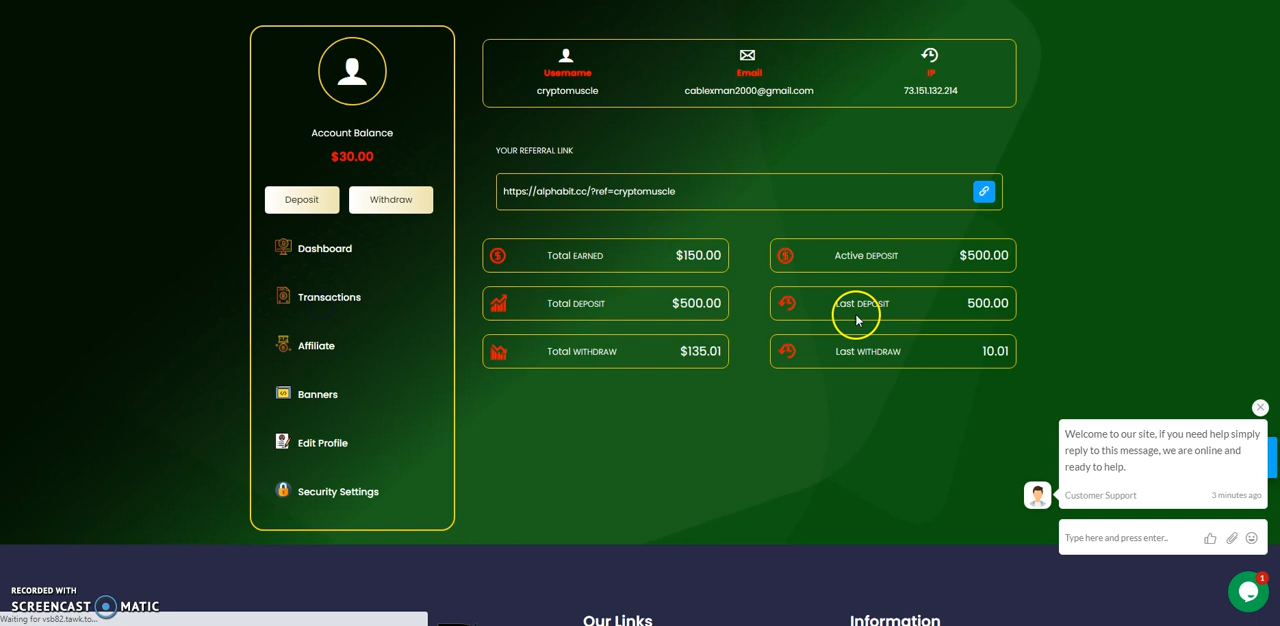 Username
cryptomuscle
Email
cablexman2000@gmail.com
IP
73.151.132.214
Account Balance
$30.00
Deposit
Withdraw
Dashboard
Transactions
Affiliate
Banners
Edit Profile
Security Settings
YOUR REFERRAL LINK
https://alphabit.cc/?ref=cryptomuscle
Total EARNED $150.00
Active DEPOSIT $500.00
Total DEPOSIT $500.00
Last DEPOSIT 500.00
Total WITHDRAW $135.01
Last WITHDRAW 10.01
Welcome to our site, if you need help simply
reply to this message, we are online and
ready to help.
Customer Support 3 minutes ago
Type here and press enter..
1
RECORDED WITH
SCREENCAST MATIC
Waiting for vsb82.tawk.to...
Our Links
Information